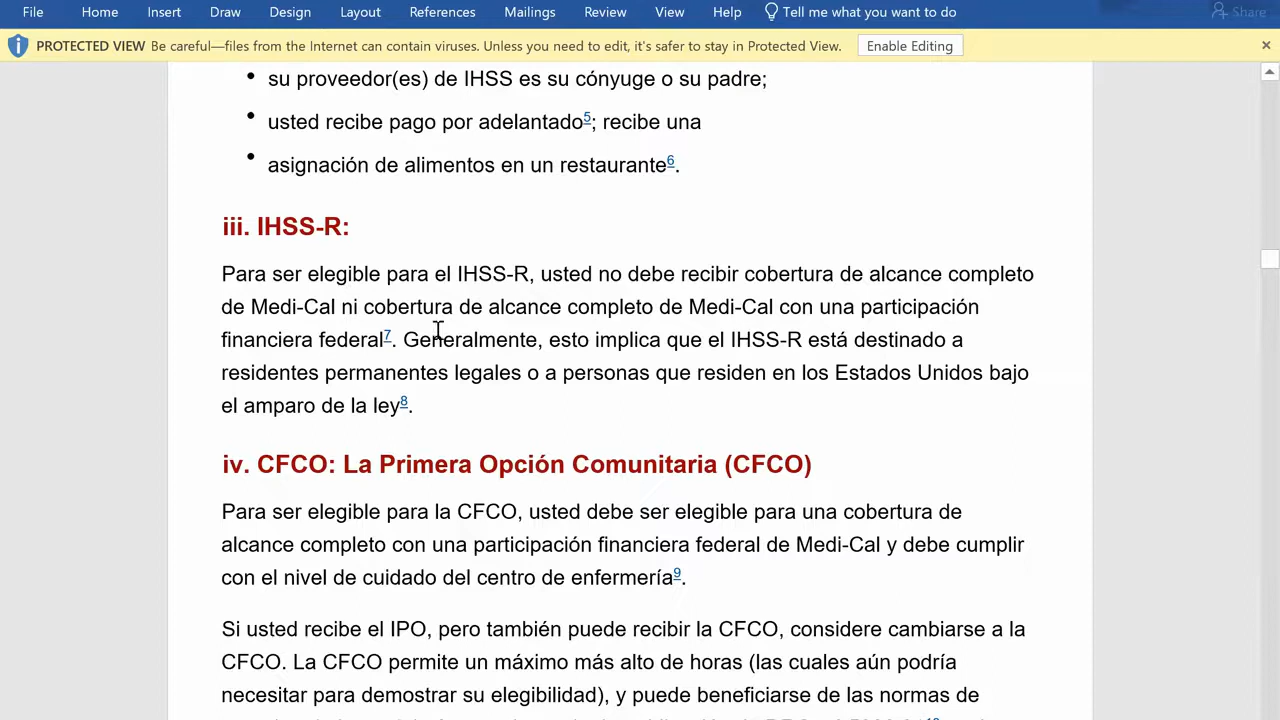 File Home Insert Draw Design Layout References Mailings Review View Help Tell me what you want to do Share
PROTECTED VIEW Be careful—files from the Internet can contain viruses. Unless you need to edit, it's safer to stay in Protected View. Enable Editing
• su proveedor(es) de IHSS es su cónyuge o su padre;
• usted recibe pago por adelantado5; recibe una
• asignación de alimentos en un restaurante6.
iii. IHSS-R:
Para ser elegible para el IHSS-R, usted no debe recibir cobertura de alcance completo
de Medi-Cal ni cobertura de alcance completo de Medi-Cal con una participación
financiera federal7. Generalmente, esto implica que el IHSS-R está destinado a
residentes permanentes legales o a personas que residen en los Estados Unidos bajo
el amparo de la ley8.
iv. CFCO: La Primera Opción Comunitaria (CFCO)
Para ser elegible para la CFCO, usted debe ser elegible para una cobertura de
alcance completo con una participación financiera federal de Medi-Cal y debe cumplir
con el nivel de cuidado del centro de enfermería9.
Si usted recibe el IPO, pero también puede recibir la CFCO, considere cambiarse a la
CFCO. La CFCO permite un máximo más alto de horas (las cuales aún podría
necesitar para demostrar su elegibilidad), y puede beneficiarse de las normas de